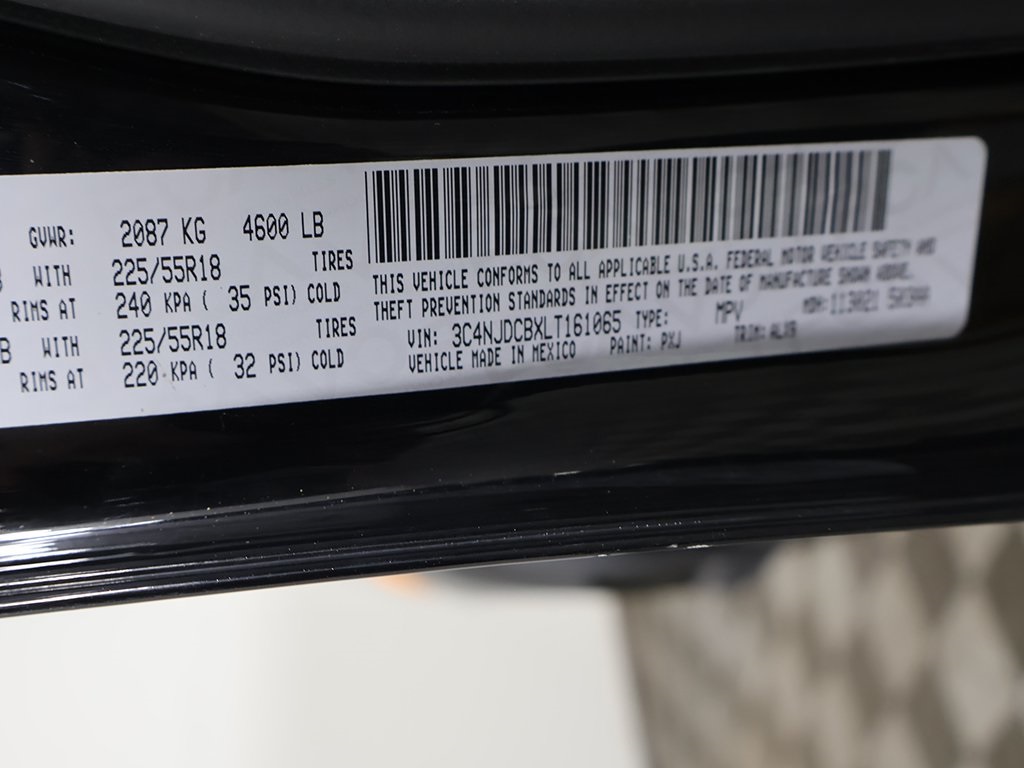 GVWR: 2087 KG 4600 LB
WITH 225/55R18 TIRES
RIMS AT 240 KPA ( 35 PSI) COLD
B WITH 225/55R18 TIRES
RIMS AT 220 KPA ( 32 PSI) COLD
THIS VEHICLE CONFORMS TO ALL APPLICABLE U.S.A. FEDERAL MOTOR VEHICLE SAFETY AND
THEFT PREVENTION STANDARDS IN EFFECT ON THE DATE OF MANUFACTURE SHOWN ABOVE.
VIN: 3C4NJDCBXLT161065 TYPE: MPV
VEHICLE MADE IN MEXICO PAINT: PXJ TRIM: